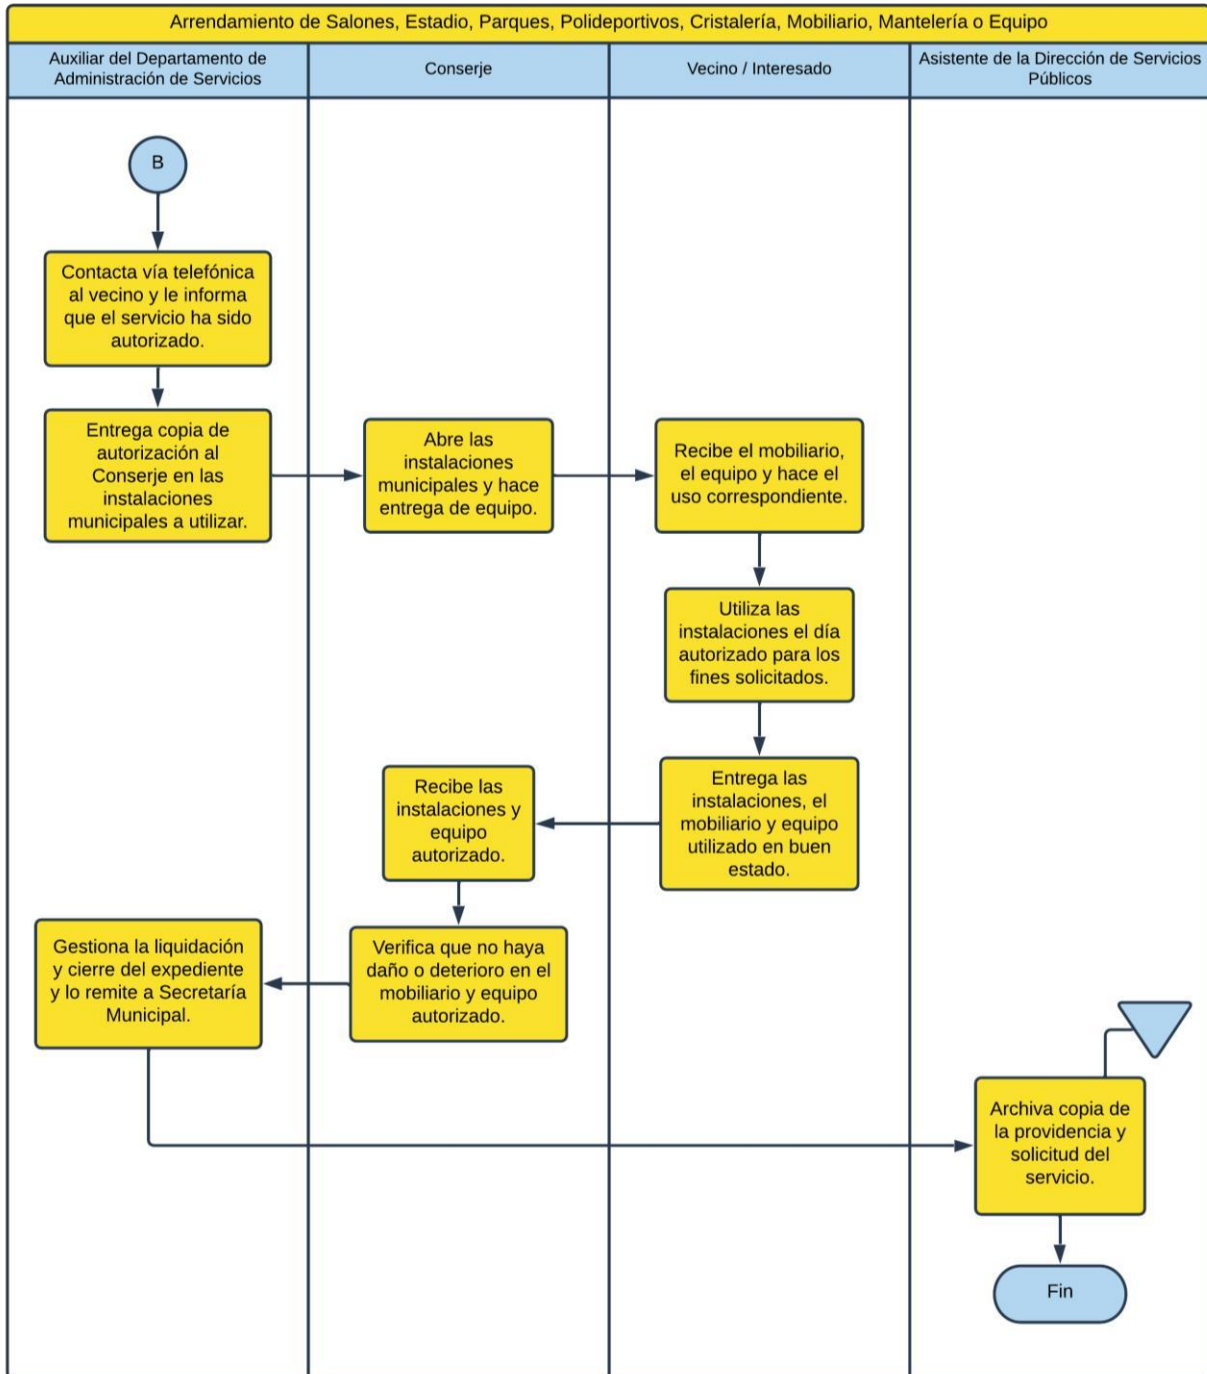 Arrendamiento de Salones, Estadio, Parques, Polideportivos, Cristalería, Mobiliario, Mantelería o Equipo
Auxiliar del Departamento de
Administración de Servicios
Conserje
Vecino / Interesado
Asistente de la Dirección de Servicios
Públicos
B
Contacta vía telefónica
al vecino y le informa
que el servicio ha sido
autorizado.
Entrega copia de
autorización al
Conserje en las
instalaciones
municipales a utilizar.
Abre las
instalaciones
municipales y hace
entrega de equipo.
Recibe el mobiliario,
el equipo y hace el
uso correspondiente.
Utiliza las
instalaciones el día
autorizado para los
fines solicitados.
Entrega las
instalaciones, el
mobiliario y equipo
utilizado en buen
estado.
Recibe las
instalaciones y
equipo
autorizado.
Verifica que no haya
daño o deterioro en el
mobiliario y equipo
autorizado.
Gestiona la liquidación
y cierre del expediente
y lo remite a Secretaría
Municipal.
Archiva copia de
la providencia y
solicitud del
servicio.
Fin